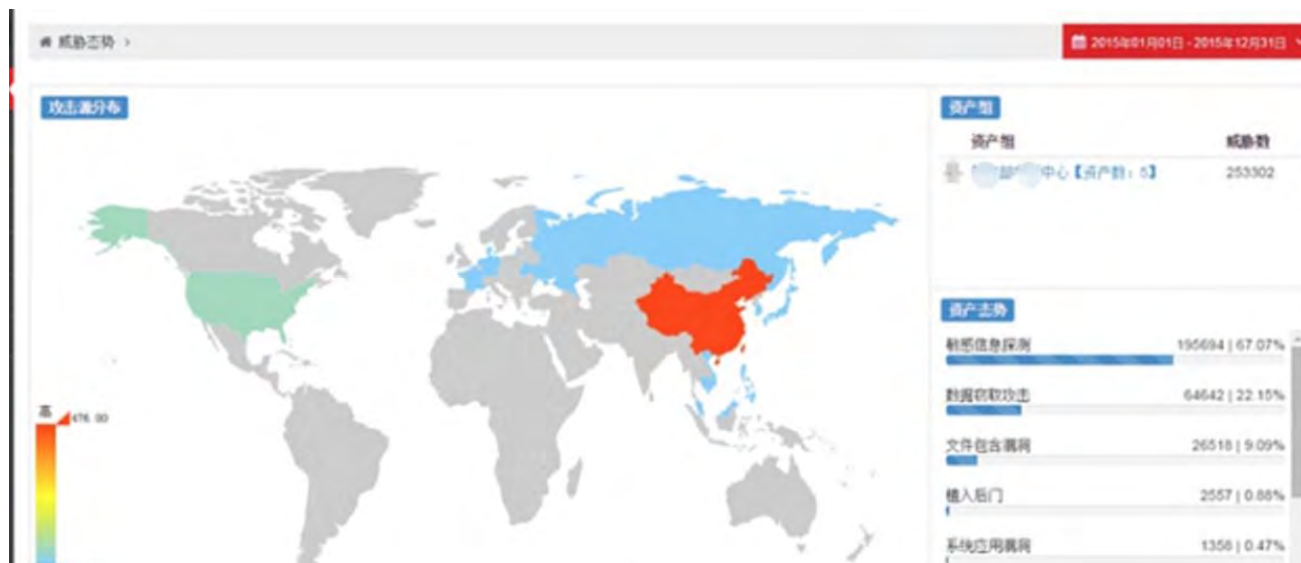 威胁态势 >
2015年01月01日 - 2015年12月31日
攻击源分布
高
476.00
资产组
资产组 威胁数
中心【资产数：5】 253302
资产态势
敏感信息探测 195694 | 67.07%
数据窃取攻击 64642 | 22.15%
文件包含漏洞 26518 | 9.09%
植入后门 2557 | 0.88%
系统应用漏洞 1356 | 0.47%